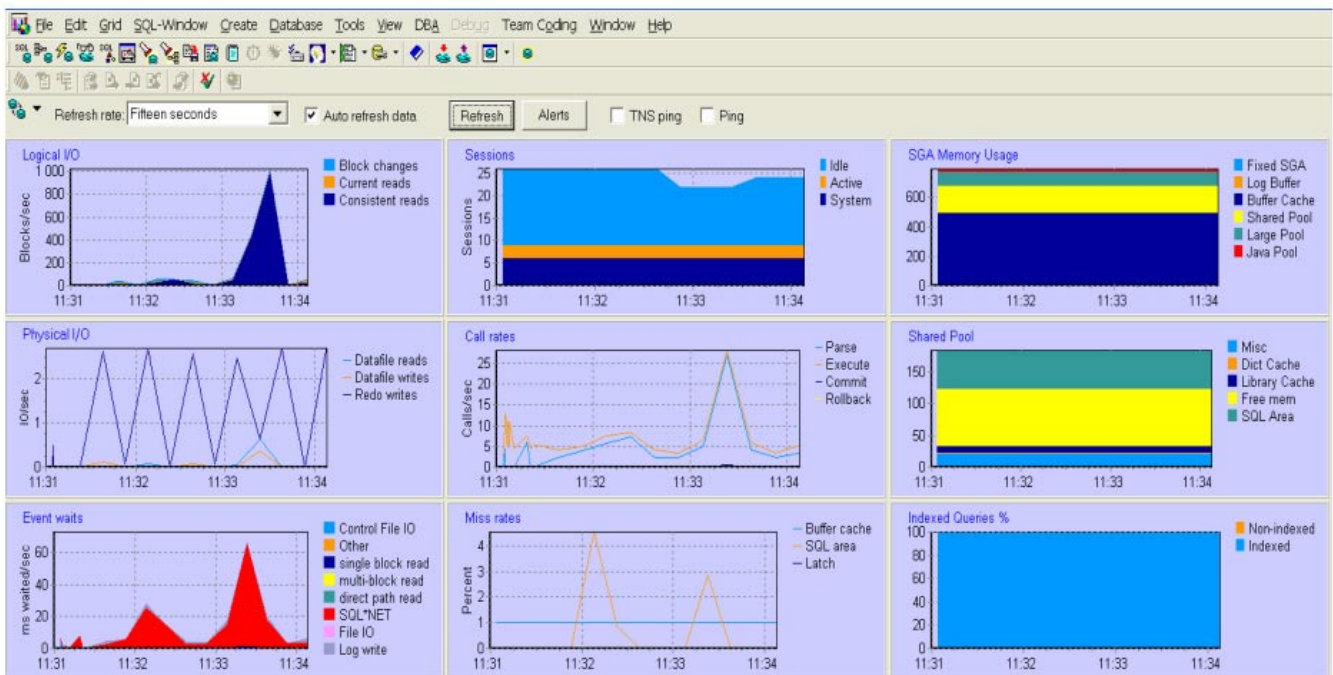 File Edit Grid SQL-Window Create Database Tools View DBA Debug Team Coding Window Help
Refresh rate: Fifteen seconds Auto refresh data Refresh Alerts TNS ping Ping
Logical I/O
Blocks/sec
1 000
800
600
400
200
0
11:31 11:32 11:33 11:34
Block changes
Current reads
Consistent reads
Sessions
Sessions
25
20
15
10
5
0
11:31 11:32 11:33 11:34
Idle
Active
System
SGA Memory Usage
600
400
200
0
11:31 11:32 11:33 11:34
Fixed SGA
Log Buffer
Buffer Cache
Shared Pool
Large Pool
Java Pool
Physical I/O
IO/sec
2
1
0
11:31 11:32 11:33 11:34
Datafile reads
Datafile writes
Redo writes
Call rates
Calls/sec
25
20
15
10
5
0
11:31 11:32 11:33 11:34
Parse
Execute
Commit
Rollback
Shared Pool
150
100
50
0
11:31 11:32 11:33 11:34
Misc
Dict Cache
Library Cache
Free mem
SQL Area
Event waits
ms waited/sec
60
40
20
0
11:31 11:32 11:33 11:34
Control File IO
Other
single block read
multi-block read
direct path read
SQL*NET
File IO
Log write
Miss rates
Percent
4
3
2
1
0
11:31 11:32 11:33 11:34
Buffer cache
SQL area
Latch
Indexed Queries %
100
80
60
40
20
0
11:31 11:32 11:33 11:34
Non-indexed
Indexed